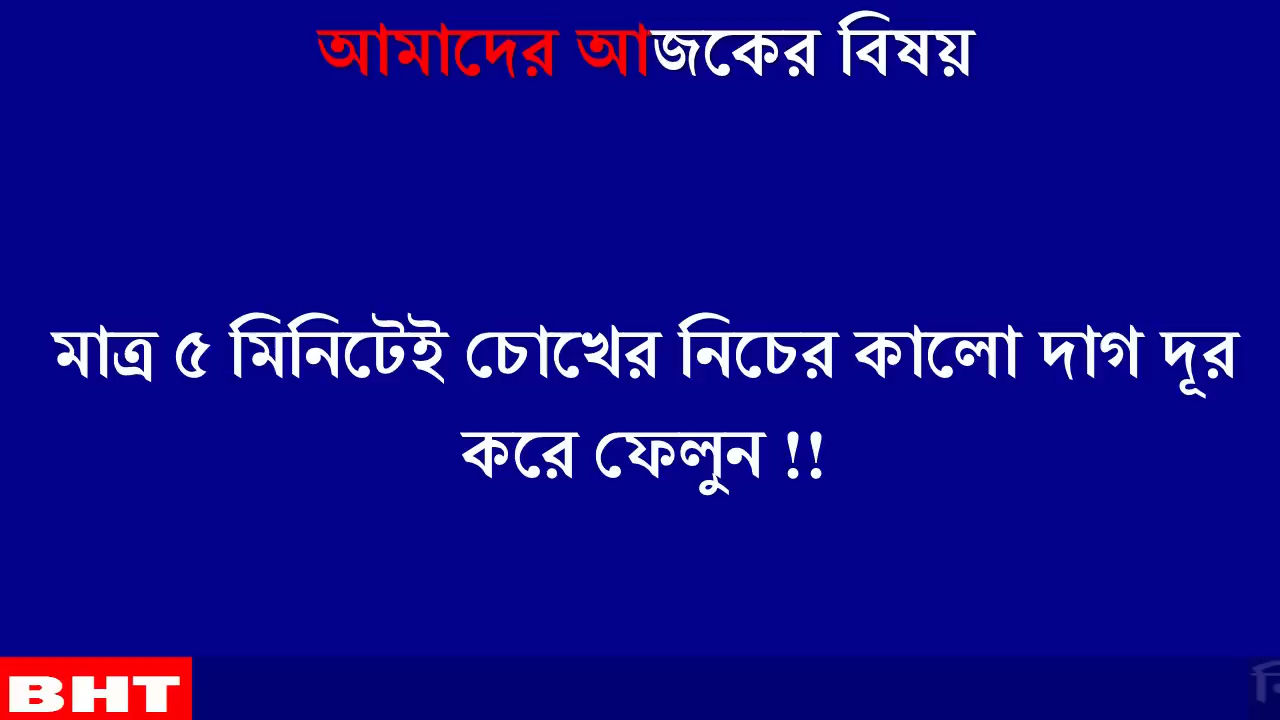 আমাদের আজকের বিষয়
মাত্র ৫ মিনিটেই চোখের নিচের কালো দাগ দূর
করে ফেলুন !!
BHT